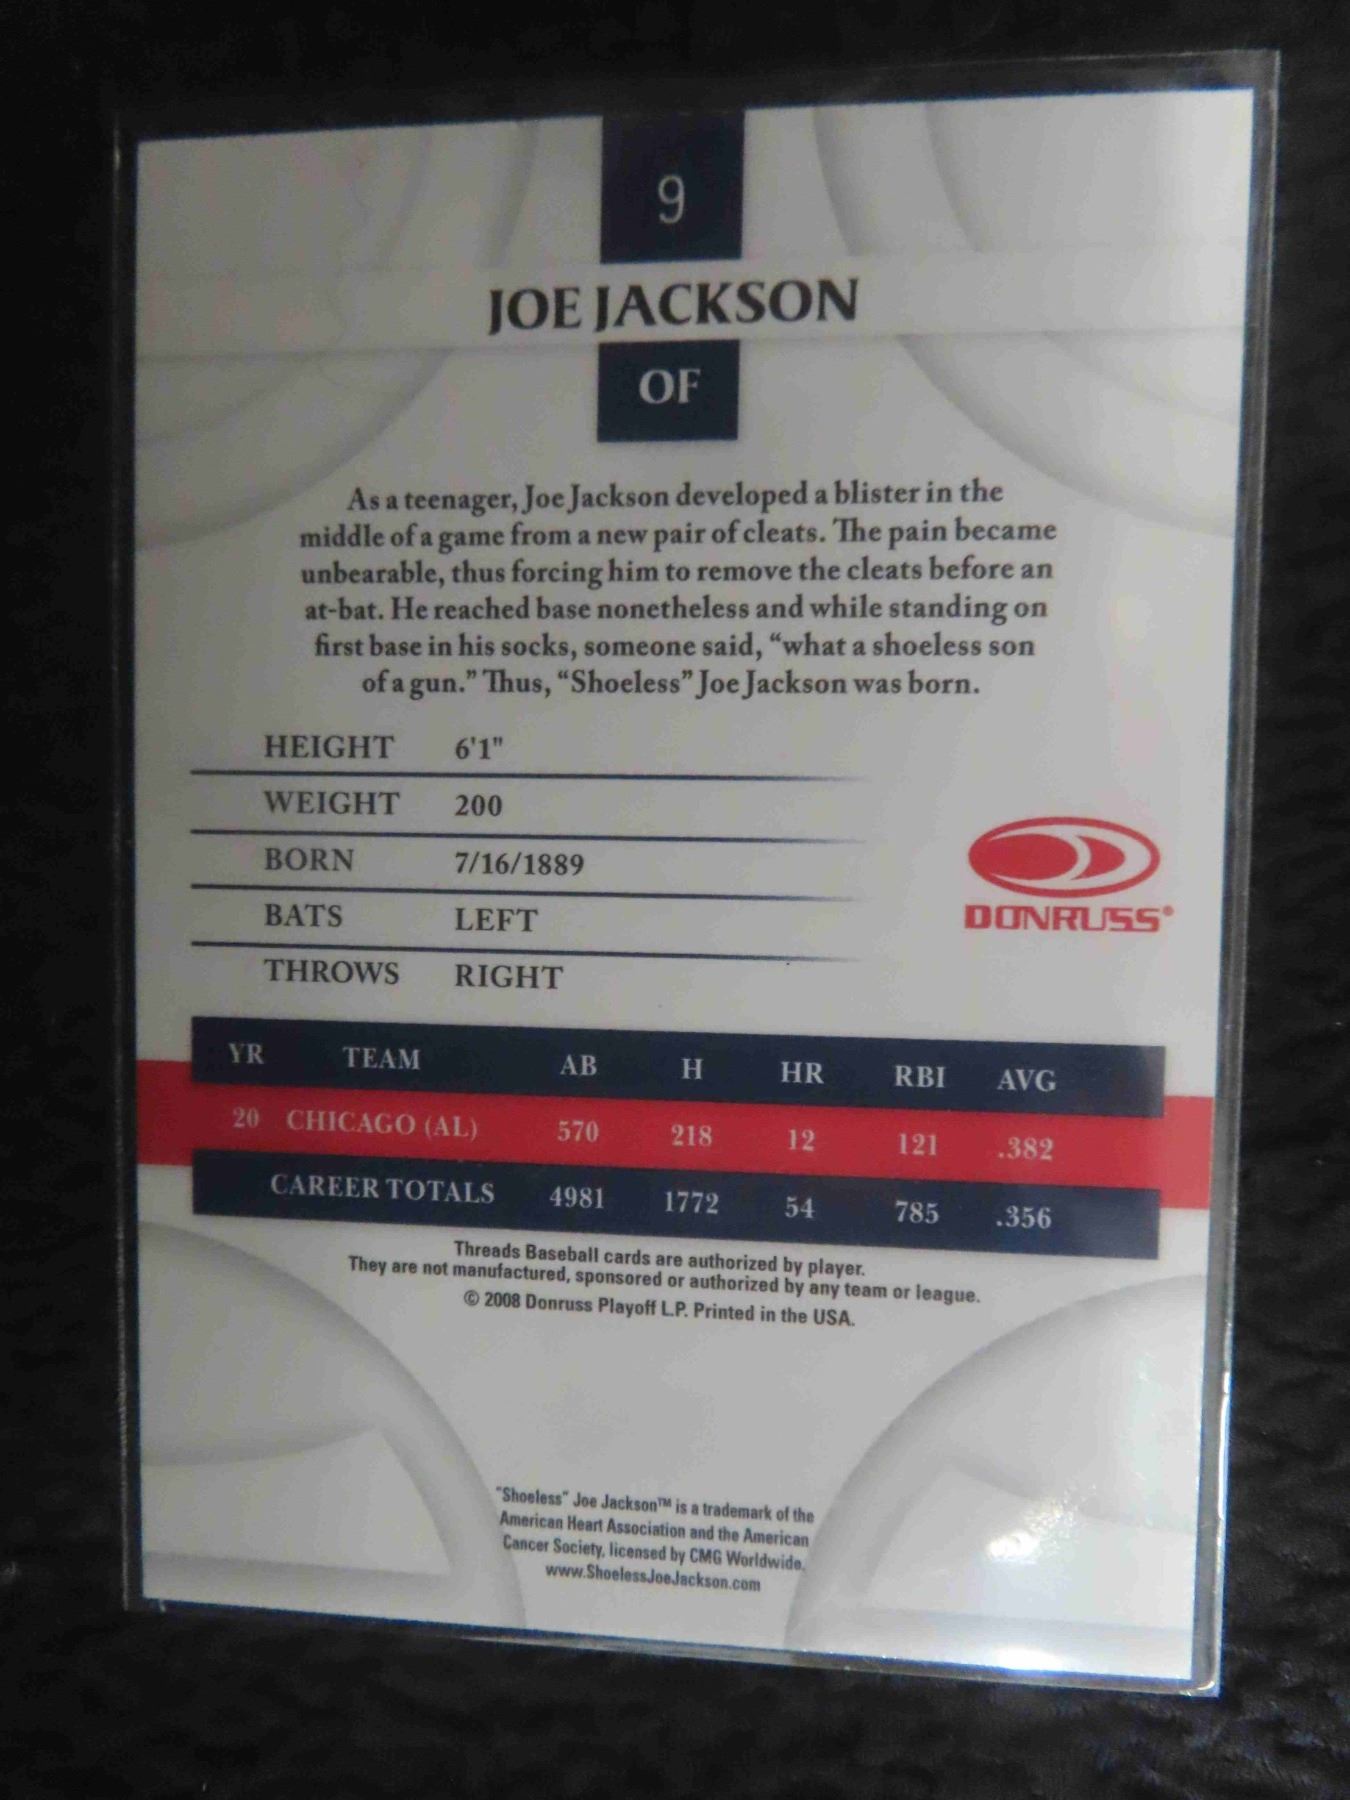 9
JOE JACKSON
OF
As a teenager, Joe Jackson developed a blister in the
middle of a game from a new pair of cleats. The pain became
unbearable, thus forcing him to remove the cleats before an
at-bat. He reached base nonetheless and while standing on
first base in his socks, someone said, “what a shoeless son
of a gun.” Thus, “Shoeless” Joe Jackson was born.
HEIGHT 6'1"
WEIGHT 200
BORN 7/16/1889
BATS LEFT
THROWS RIGHT
DONRUSS®
YR TEAM AB H HR RBI AVG
20 CHICAGO (AL) 570 218 12 121 .382
CAREER TOTALS 4981 1772 54 785 .356
Threads Baseball cards are authorized by player.
They are not manufactured, sponsored or authorized by any team or league.
© 2008 Donruss Playoff L.P. Printed in the USA.
"Shoeless" Joe Jackson™ is a trademark of the
American Heart Association and the American
Cancer Society, licensed by CMG Worldwide.
www.ShoelessJoeJackson.com